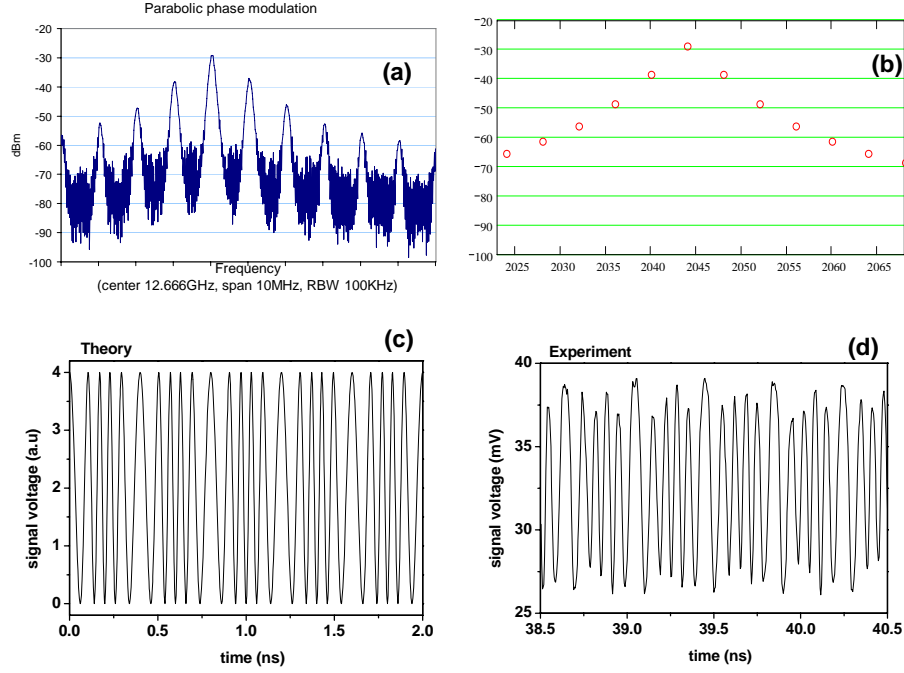 Parabolic phase modulation
-20
-30
-40
-50
-60
-70
-80
-90
-100
dBm
(a)
Frequency
(center 12.666GHz, span 10MHz, RBW 100KHz)
-20
-30
-40
-50
-60
-70
-80
-90
-100
(b)
2025 2030 2035 2040 2045 2050 2055 2060 2065
(c)
Theory
4
3
2
1
0
signal voltage (a.u)
0.0 0.5 1.0 1.5 2.0
time (ns)
(d)
Experiment
40
35
30
25
signal voltage (mV)
38.5 39.0 39.5 40.0 40.5
time (ns)